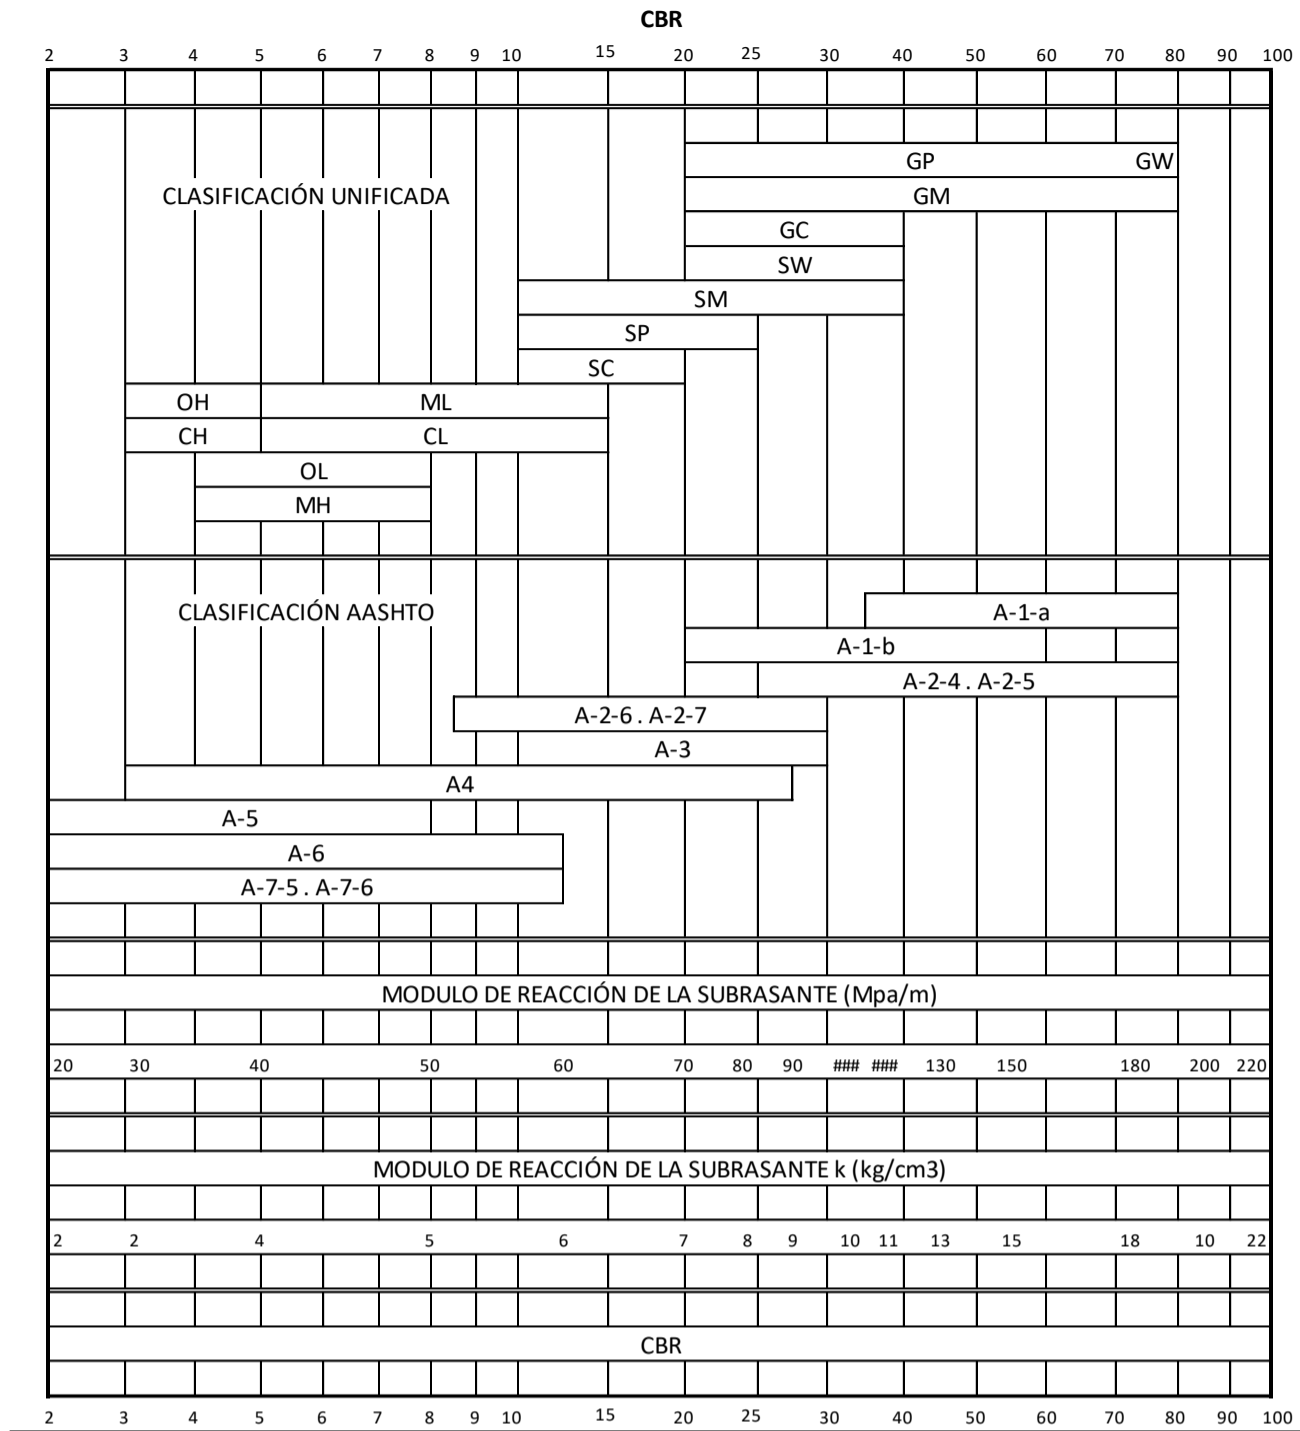 CBR
2 3 4 5 6 7 8 9 10 15 20 25 30 40 50 60 70 80 90 100
GP GW
CLASIFICACIÓN UNIFICADA GM
GC
SW
SM
SP
SC
OH ML
CH CL
OL
MH
CLASIFICACIÓN AASHTO A-1-a
A-1-b
A-2-4 . A-2-5
A-2-6 . A-2-7
A-3
A4
A-5
A-6
A-7-5 . A-7-6
MODULO DE REACCIÓN DE LA SUBRASANTE (Mpa/m)
20 30 40 50 60 70 80 90 ### ### 130 150 180 200 220
MODULO DE REACCIÓN DE LA SUBRASANTE k (kg/cm3)
2 2 4 5 6 7 8 9 10 11 13 15 18 10 22
CBR
2 3 4 5 6 7 8 9 10 15 20 25 30 40 50 60 70 80 90 100